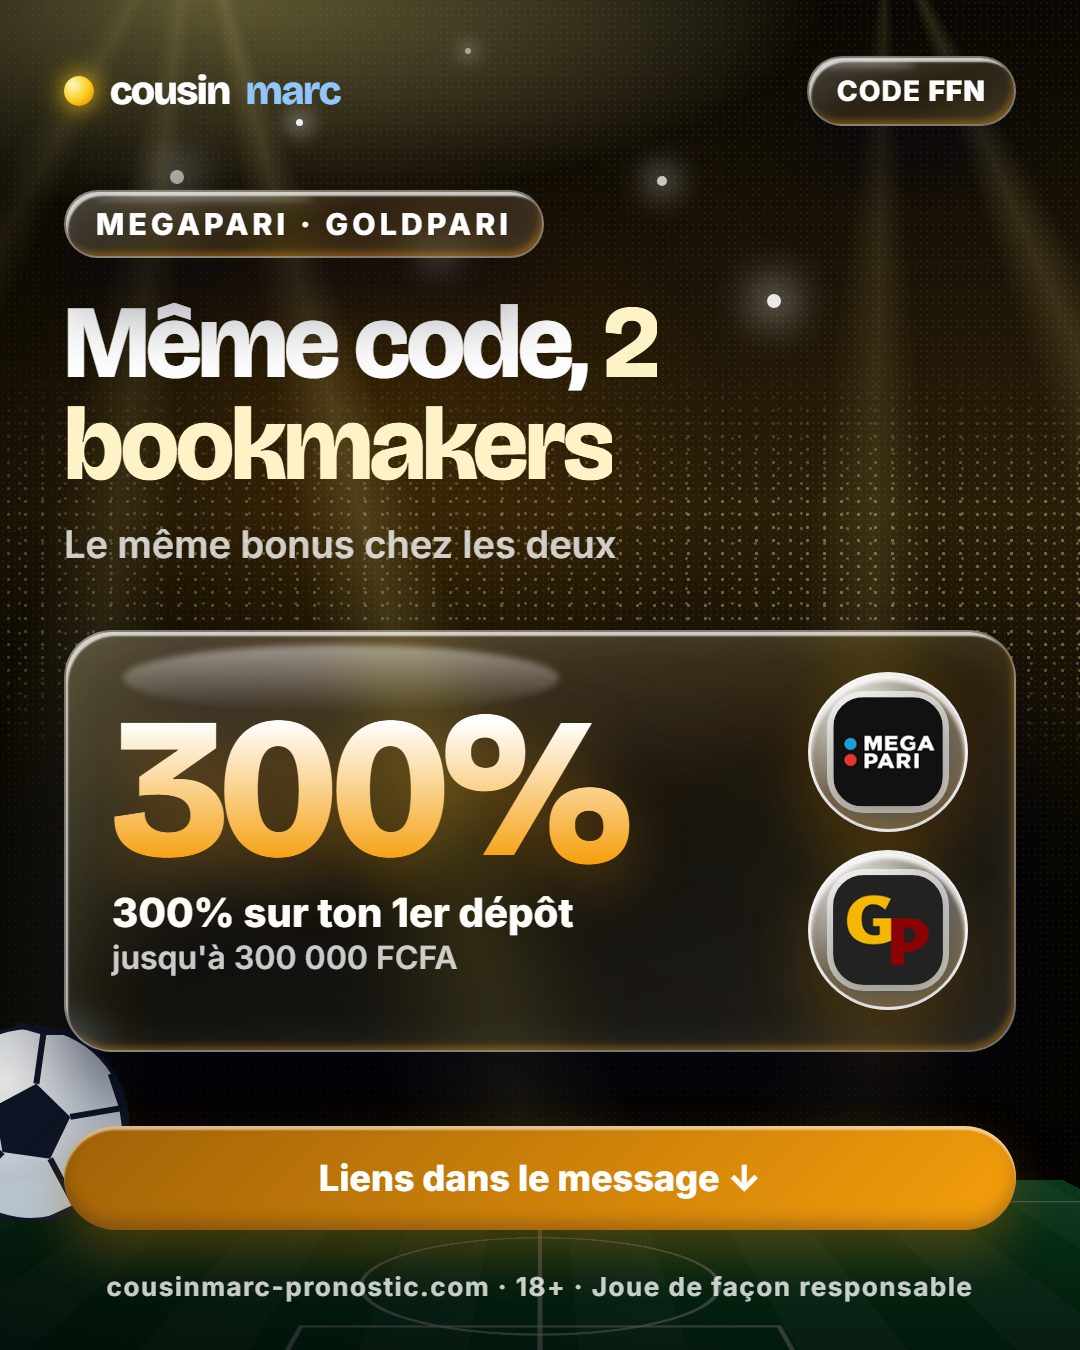 cousin marc
CODE FFN
MEGAPARI · GOLDPARI
Même code, 2
bookmakers
Le même bonus chez les deux
300%
300% sur ton 1er dépôt
jusqu'à 300 000 FCFA
MEGA
PARI
GP
Liens dans le message ↓
cousinmarc-pronostic.com · 18+ · Joue de façon responsable